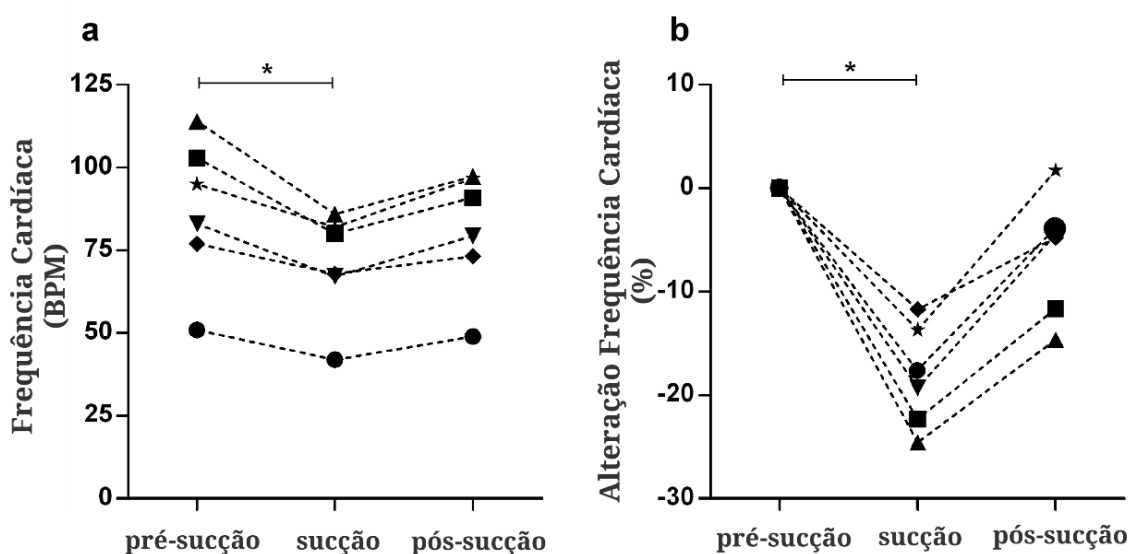 a
Frequência Cardíaca
(BPM)
125
100
75
50
25
0
*
pré-sucção
sucção
pós-sucção
b
Alteração Frequência Cardíaca
(%)
10
0
-10
-20
-30
*
pré-sucção
sucção
pós-sucção